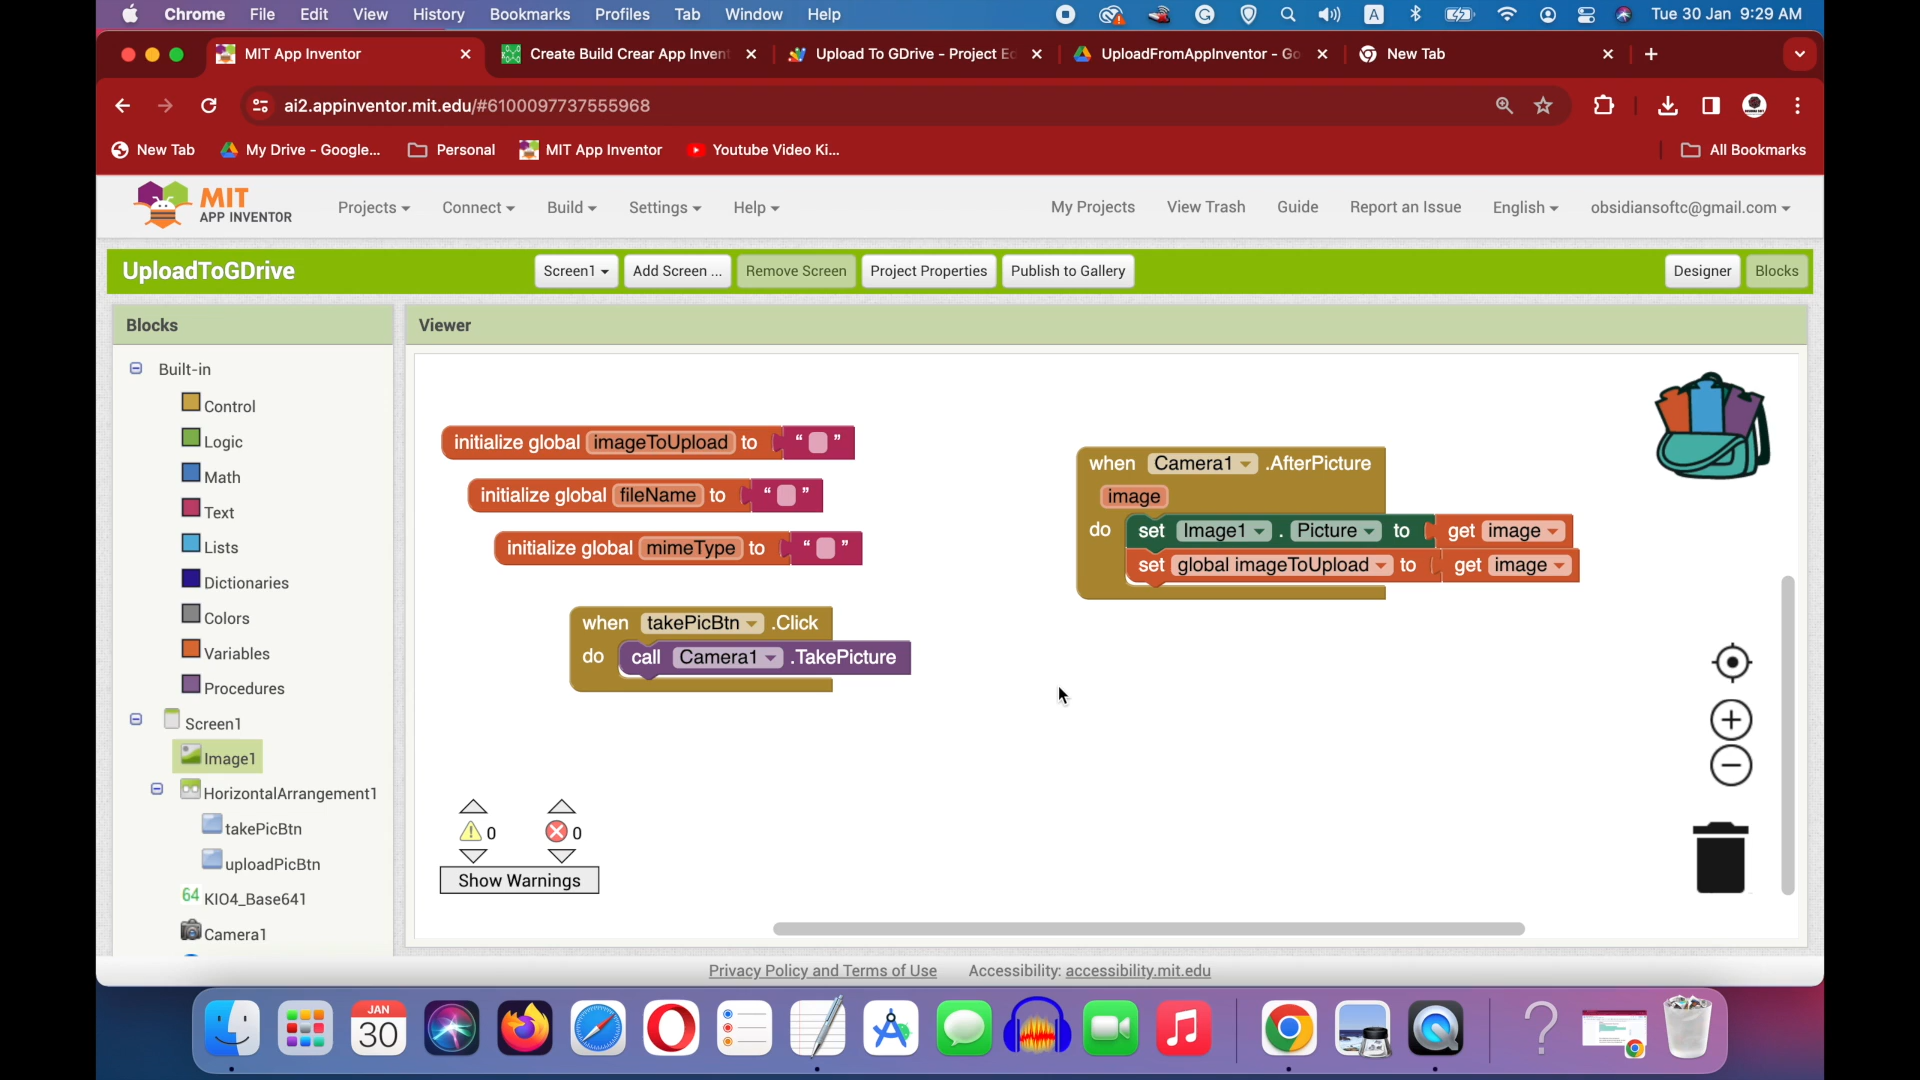 Chrome File Edit View History Bookmarks Profiles Tab Window Help A Tue 30 Jan 9:29 AM
MIT App Inventor Create Build Crear App Inven Upload To GDrive - Project Ed UploadFromAppInventor - Go New Tab
ai2.appinventor.mit.edu/#6100097737555968
New Tab My Drive - Google... Personal MIT App Inventor Youtube Video Ki... All Bookmarks
MIT
APP INVENTOR
Projects Connect Build Settings Help My Projects View Trash Guide Report an Issue English obsidiansoftc@gmail.com
UploadToGDrive Screen1 Add Screen ... Remove Screen Project Properties Publish to Gallery Designer Blocks
Blocks Viewer
Built-in
Control
Logic
Math
Text
Lists
Dictionaries
Colors
Variables
Procedures
Screen1
Image1
HorizontalArrangement1
takePicBtn
uploadPicBtn
64 KIO4_Base641
Camera1
initialize global imageToUpload to “ ”
initialize global fileName to “ ”
initialize global mimeType to “ ”
when takePicBtn .Click
do call Camera1 .TakePicture
when Camera1 .AfterPicture
image
do set Image1 . Picture to get image
set global imageToUpload to get image
0 0
Show Warnings
Privacy Policy and Terms of Use Accessibility: accessibility.mit.edu
JAN
30